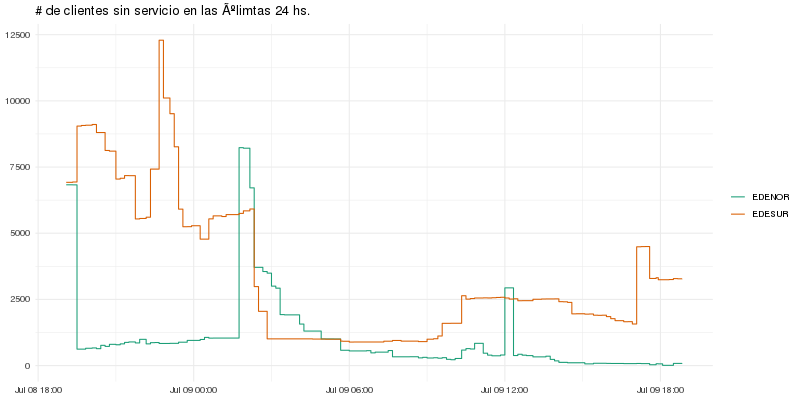 # de clientes sin servicio en las Ãºlimtas 24 hs.
12500
10000
7500
5000
2500
0
Jul 08 18:00
Jul 09 00:00
Jul 09 06:00
Jul 09 12:00
Jul 09 18:00
EDENOR
EDESUR